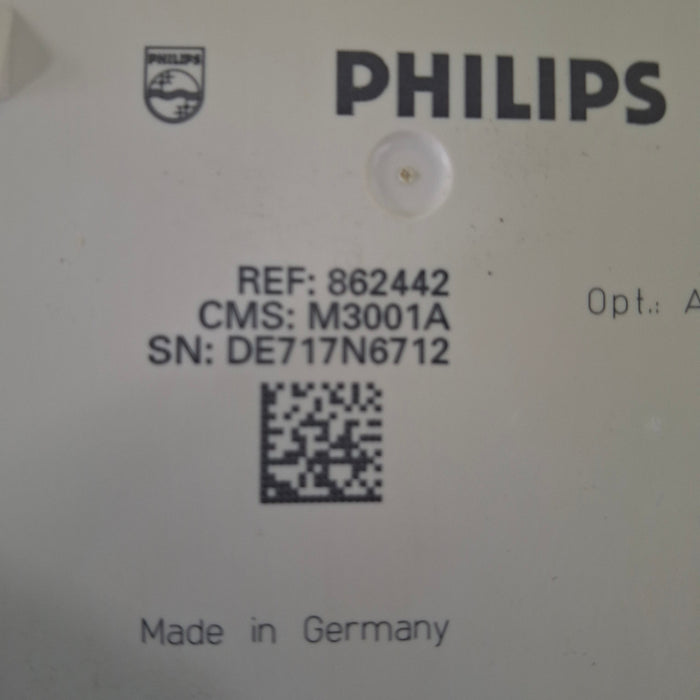 PHILIPS
PHILIPS
REF: 862442
CMS: M3001A
SN: DE717N6712
Opt.: A
Made in Germany